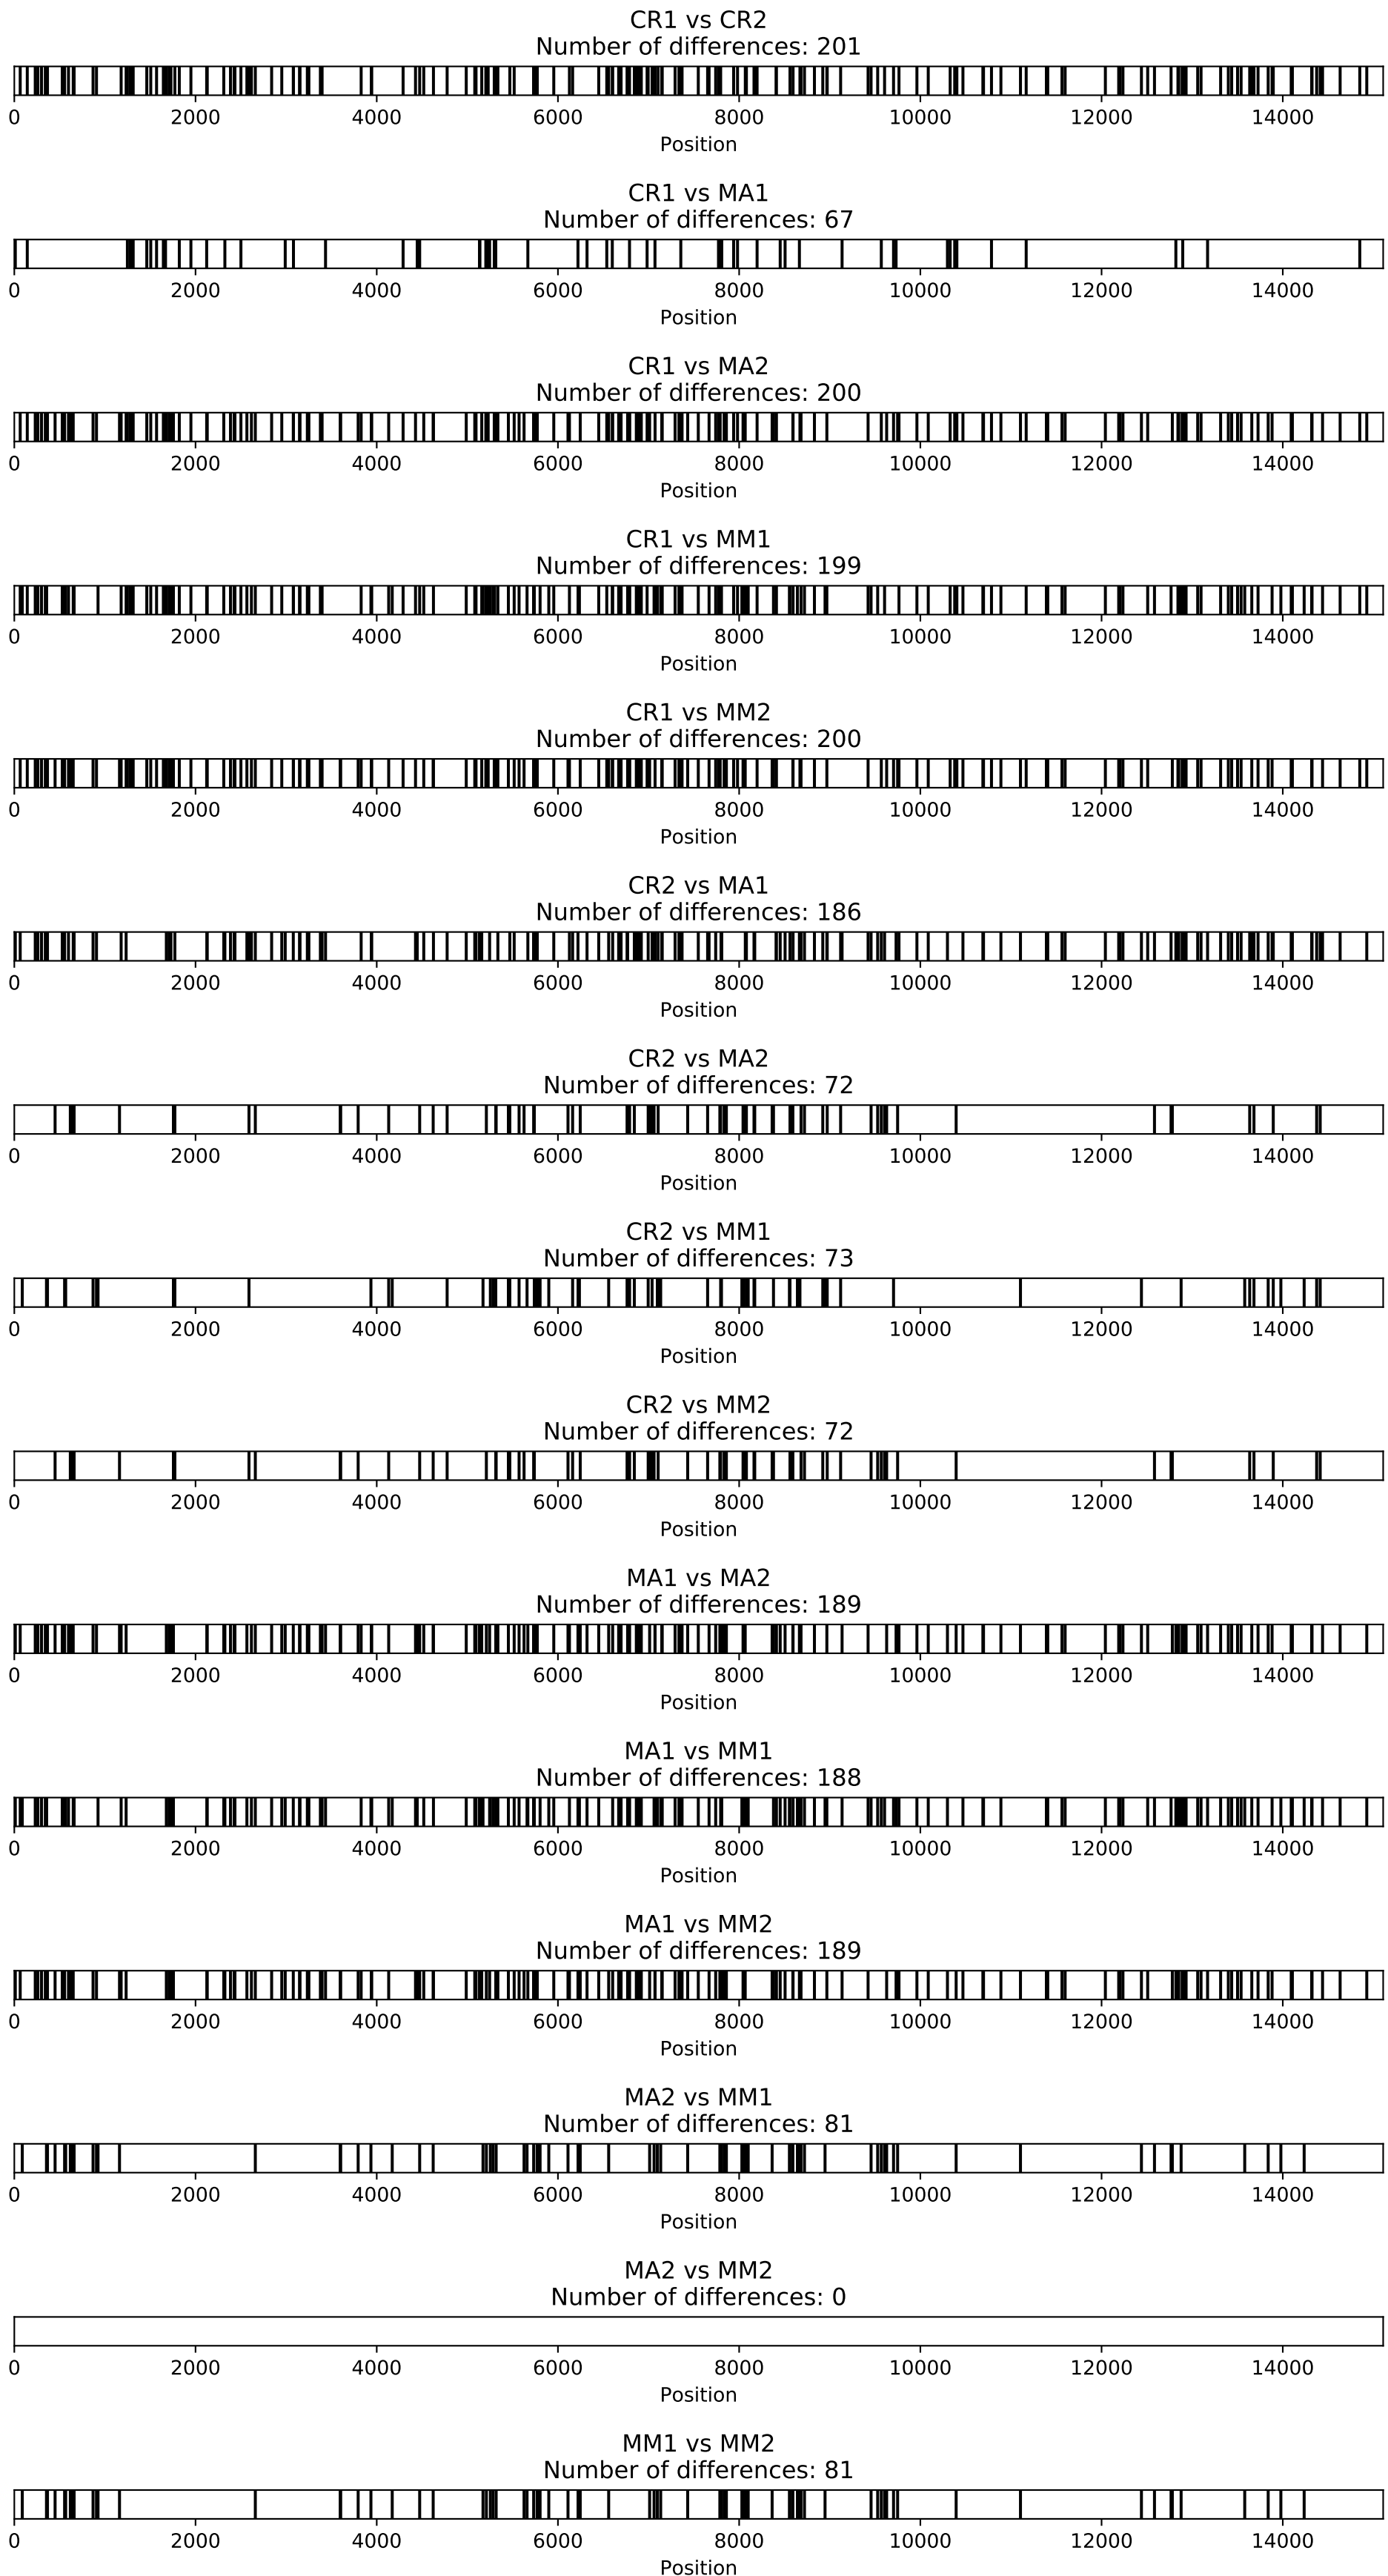 CR1 vs CR2
Number of differences: 201
0 2000 4000 6000 8000 10000 12000 14000
Position
CR1 vs MA1
Number of differences: 67
0 2000 4000 6000 8000 10000 12000 14000
Position
CR1 vs MA2
Number of differences: 200
0 2000 4000 6000 8000 10000 12000 14000
Position
CR1 vs MM1
Number of differences: 199
0 2000 4000 6000 8000 10000 12000 14000
Position
CR1 vs MM2
Number of differences: 200
0 2000 4000 6000 8000 10000 12000 14000
Position
CR2 vs MA1
Number of differences: 186
0 2000 4000 6000 8000 10000 12000 14000
Position
CR2 vs MA2
Number of differences: 72
0 2000 4000 6000 8000 10000 12000 14000
Position
CR2 vs MM1
Number of differences: 73
0 2000 4000 6000 8000 10000 12000 14000
Position
CR2 vs MM2
Number of differences: 72
0 2000 4000 6000 8000 10000 12000 14000
Position
MA1 vs MA2
Number of differences: 189
0 2000 4000 6000 8000 10000 12000 14000
Position
MA1 vs MM1
Number of differences: 188
0 2000 4000 6000 8000 10000 12000 14000
Position
MA1 vs MM2
Number of differences: 189
0 2000 4000 6000 8000 10000 12000 14000
Position
MA2 vs MM1
Number of differences: 81
0 2000 4000 6000 8000 10000 12000 14000
Position
MA2 vs MM2
Number of differences: 0
0 2000 4000 6000 8000 10000 12000 14000
Position
MM1 vs MM2
Number of differences: 81
0 2000 4000 6000 8000 10000 12000 14000
Position